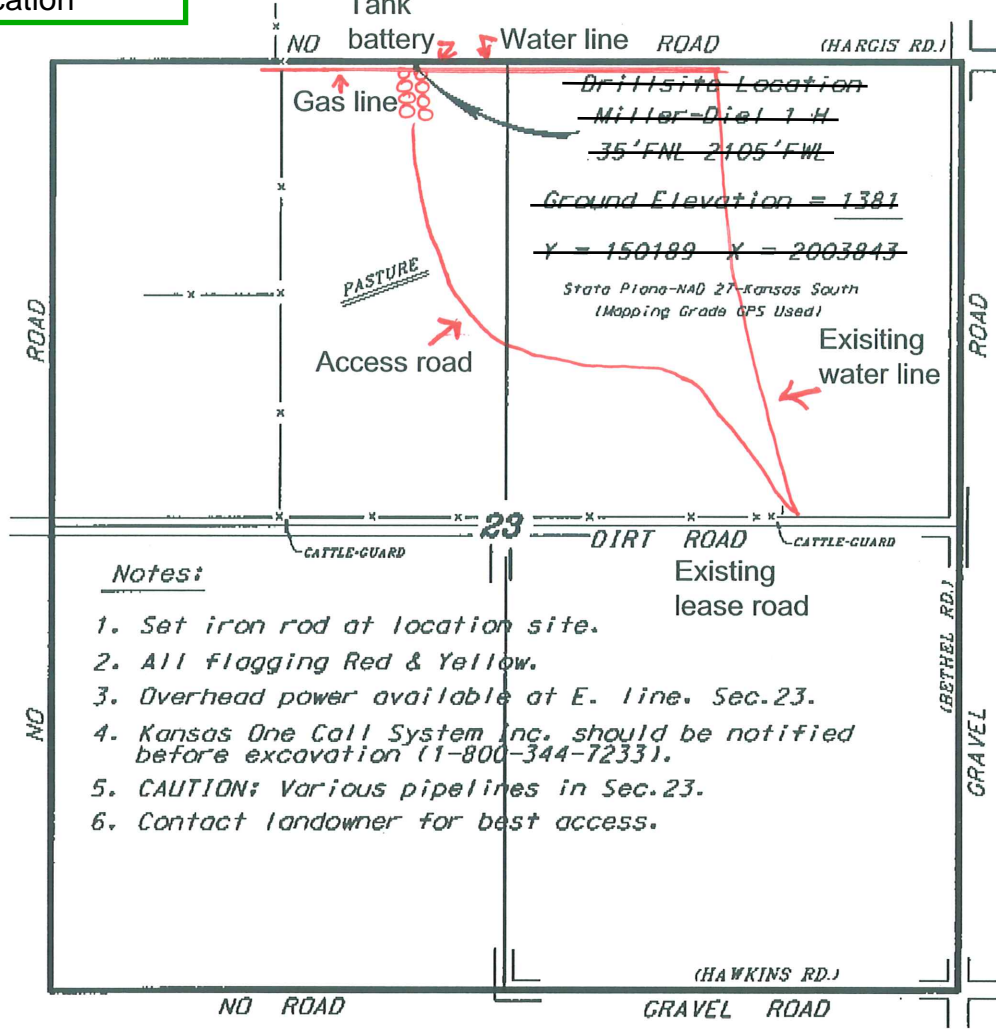 Tank
NO battery Water line ROAD (HARGIS RD.)
Gas line
Drillsite Location
Miller-Diel 1 H
35'FNL 2105'FWL
Ground Elevation = 1381
Y = 150189 X = 2003843
State Plane-NAD 27-Kansas South
(Mapping Grade GPS Used)
PASTURE
ROAD
ROAD
Access road
Exisiting
water line
23
DIRT ROAD
CATTLE-GUARD
CATTLE-GUARD
Existing
lease road
Notes:
1. Set iron rod at location site.
2. All flagging Red & Yellow.
3. Overhead power available at E. line. Sec.23.
4. Kansas One Call System Inc. should be notified
before excavation (1-800-344-7233).
5. CAUTION: Various pipelines in Sec.23.
6. Contact landowner for best access.
NO
(BETHEL RD.)
GRAVEL
(HAWKINS RD.)
NO ROAD
GRAVEL ROAD